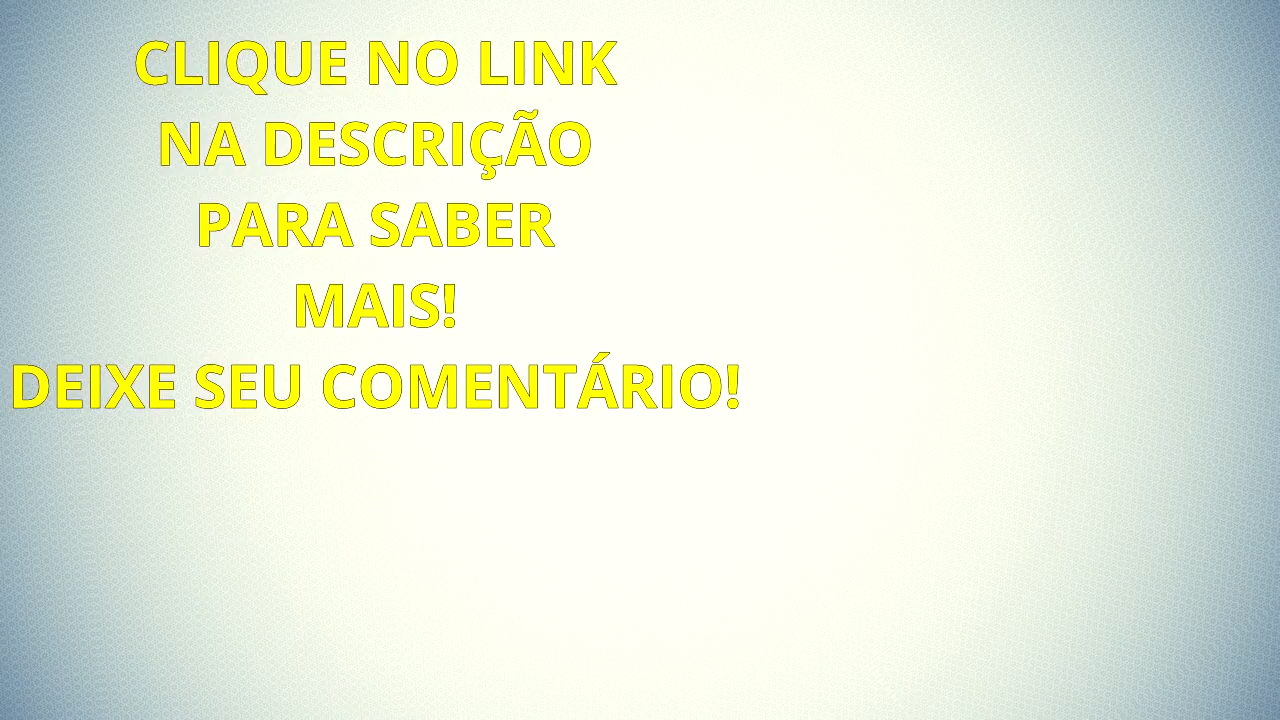 CLIQUE NO LINK
NA DESCRIÇÃO
PARA SABER
MAIS!
DEIXE SEU COMENTÁRIO!